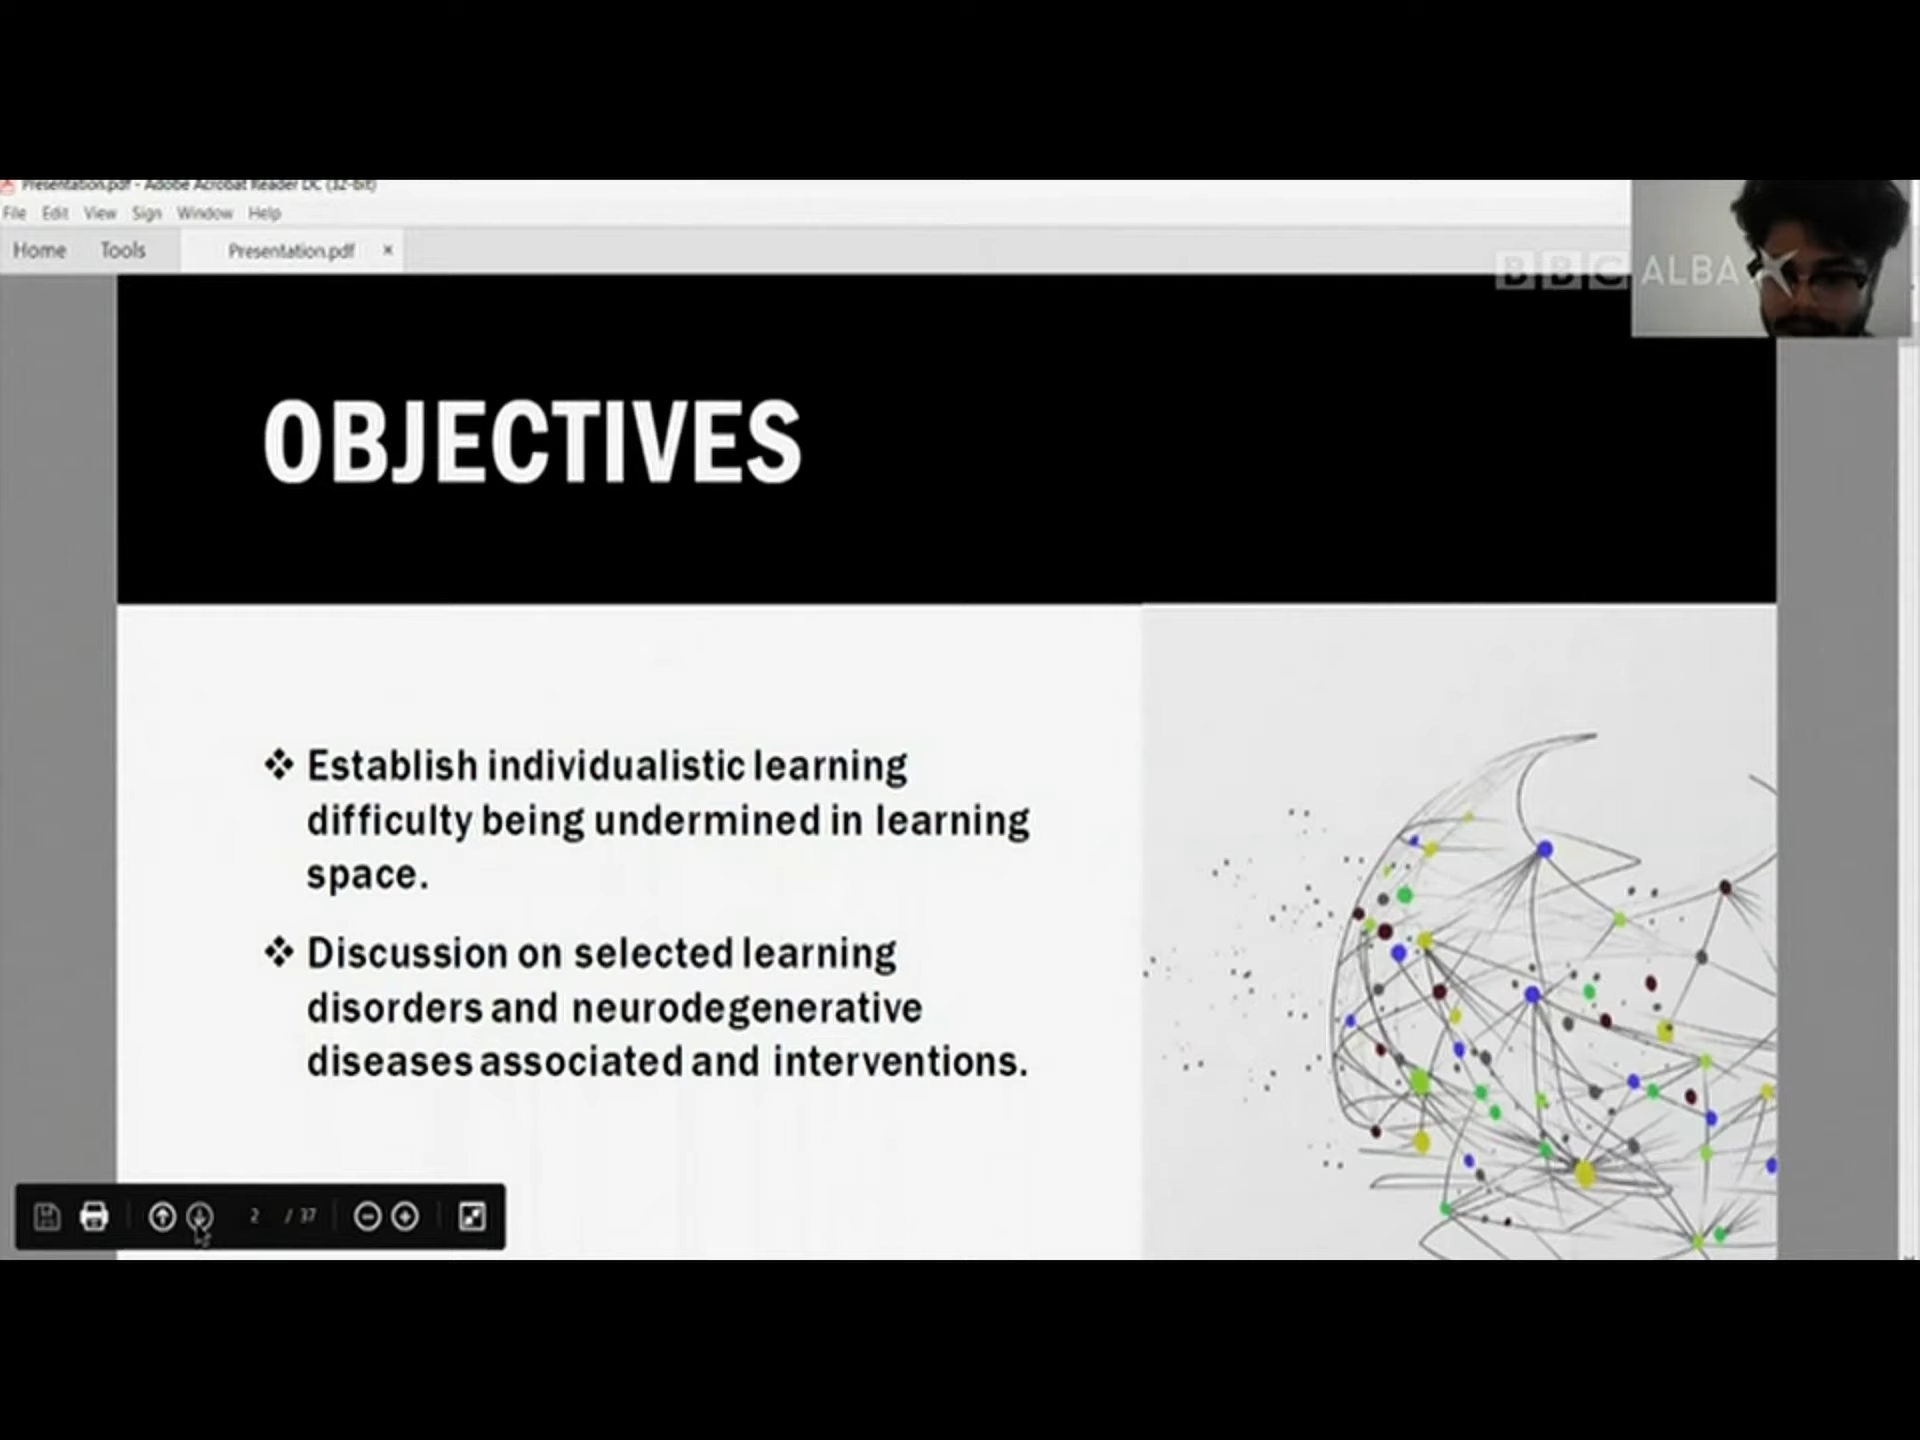 Presentation.pdf - Adobe Acrobat Reader DC (32-bit)
File Edit View Sign Window Help
Home Tools Presentation.pdf ×
BBC ALBA
OBJECTIVES
❖ Establish individualistic learning
difficulty being undermined in learning
space.
❖ Discussion on selected learning
disorders and neurodegenerative
diseases associated and interventions.
2 / 37